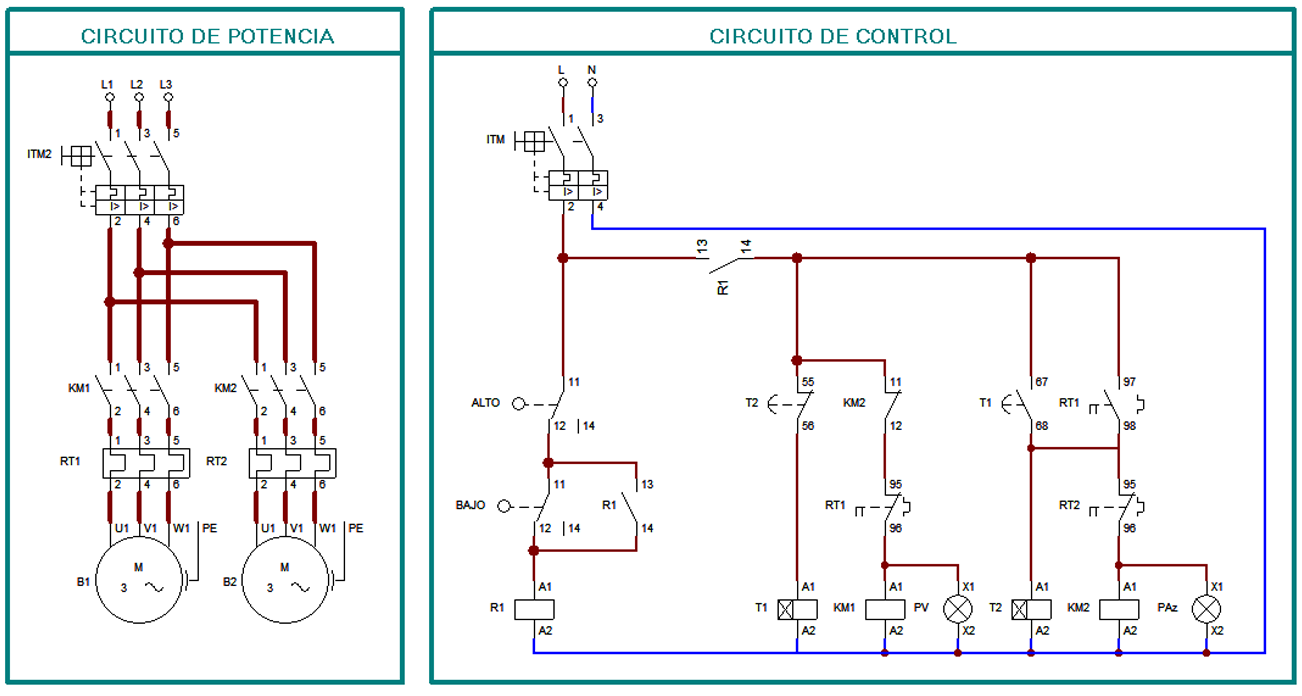 CIRCUITO DE POTENCIA
L1 L2 L3
1 3 5
ITM2
I> I> I>
2 4 6
1 3 5 1 3 5
KM1 KM2
2 4 6 2 4 6
1 3 5 1 3 5
RT1 RT2
2 4 6 2 4 6
U1 V1 W1 PE U1 V1 W1 PE
M M
B1 3 B2 3
CIRCUITO DE CONTROL
L N
1 3
ITM
I> I>
2 4
13 14
R1
11 55 11 67 97
ALTO T2 KM2 T1 RT1
12 14 56 12 68 98
11 13 95 95
BAJO R1 RT1 RT2
12 14 14 96 96
A1 A1 A1 X1 A1 A1 X1
R1 T1 KM1 PV T2 KM2 PAz
A2 A2 A2 X2 A2 A2 X2